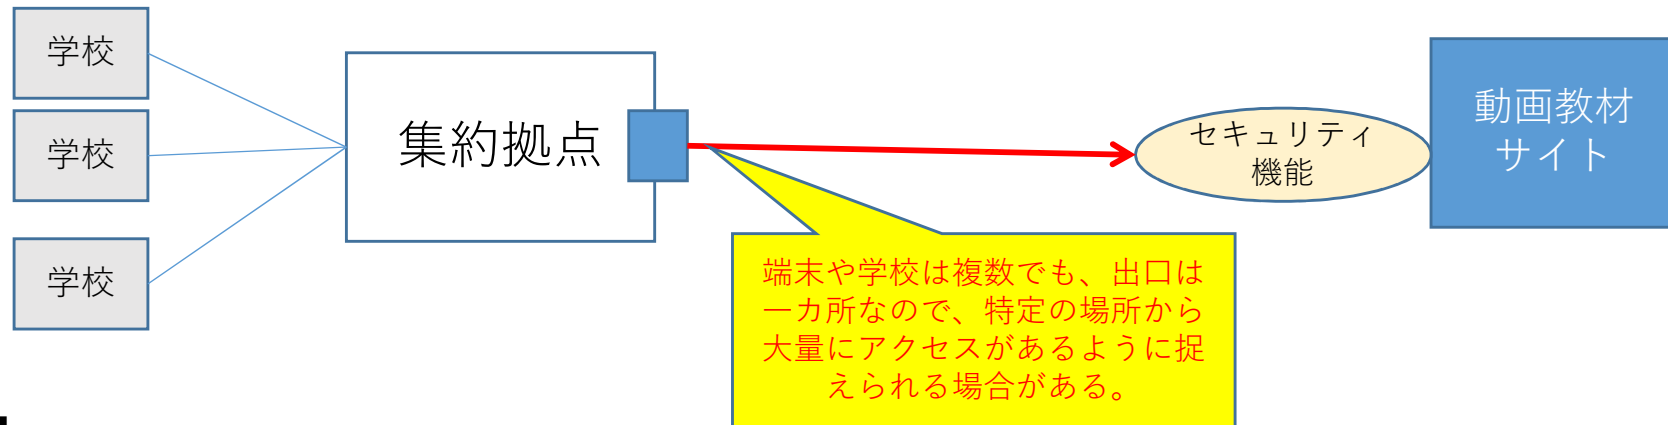 学校
学校
学校
集約拠点
セキュリティ
機能
動画教材
サイト
端末や学校は複数でも、出口は
一カ所なので、特定の場所から
大量にアクセスがあるように捉
えられる場合がある。